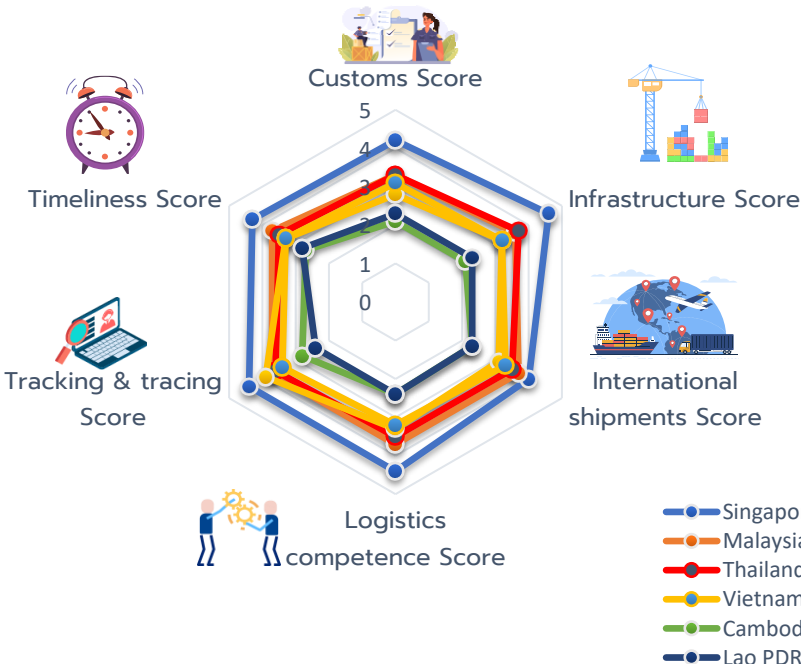 Customs Score
5
4
3
2
1
0
Timeliness Score
Infrastructure Score
Tracking & tracing
Score
International
shipments Score
Logistics
competence Score
Singapo
Malaysia
Thailand
Vietnam
Cambod
Lao PDR